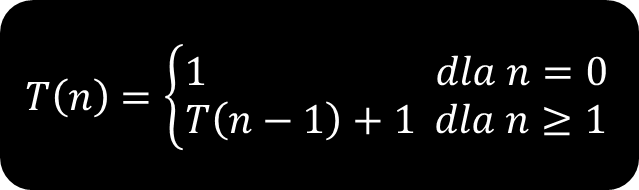 T(n) = {1 dla n = 0
T(n − 1) + 1 dla n ≥ 1